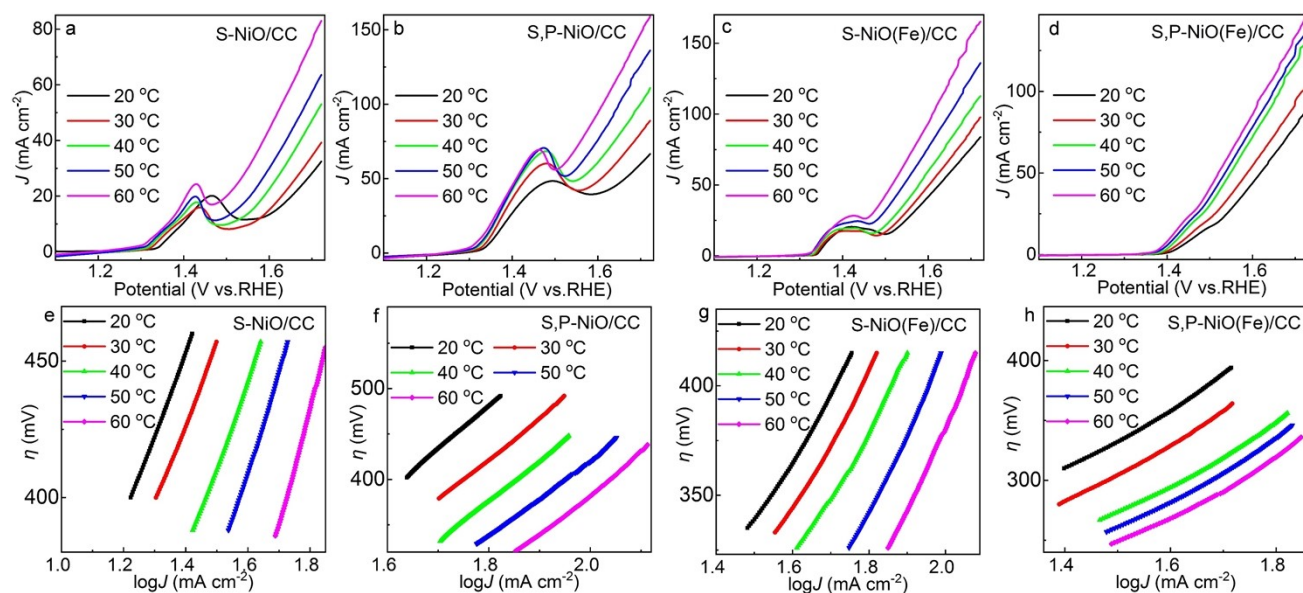 a
S-NiO/CC
80
60
40
20
0
J (mA cm⁻²)
20 °C
30 °C
40 °C
50 °C
60 °C
1.2
1.4
1.6
Potential (V vs.RHE)
b
S,P-NiO/CC
150
100
50
0
J (mA cm⁻²)
20 °C
30 °C
40 °C
50 °C
60 °C
1.2
1.4
1.6
Potential (V vs.RHE)
c
S-NiO(Fe)/CC
175
150
125
100
75
50
25
0
J (mA cm⁻²)
20 °C
30 °C
40 °C
50 °C
60 °C
1.2
1.4
1.6
Potential (V vs.RHE)
d
S,P-NiO(Fe)/CC
100
50
0
J (mA cm⁻²)
20 °C
30 °C
40 °C
50 °C
60 °C
1.2
1.4
1.6
Potential (V vs.RHE)
e
S-NiO/CC
450
400
η (mV)
20 °C
30 °C
40 °C
50 °C
60 °C
1.0
1.2
1.4
1.6
1.8
logJ (mA cm⁻²)
f
S,P-NiO/CC
500
400
η (mV)
20 °C
30 °C
40 °C
50 °C
60 °C
1.6
1.8
2.0
logJ (mA cm⁻²)
g
S-NiO(Fe)/CC
400
350
η (mV)
20 °C
30 °C
40 °C
50 °C
60 °C
1.4
1.6
1.8
2.0
logJ (mA cm⁻²)
h
S,P-NiO(Fe)/CC
400
300
η (mV)
20 °C
30 °C
40 °C
50 °C
60 °C
1.4
1.6
1.8
logJ (mA cm⁻²)